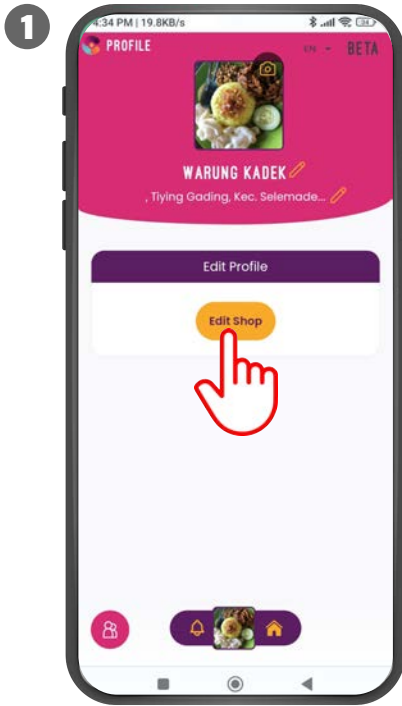 1
4:34 PM | 19.8KB/s
PROFILE
EN
BETA
WARUNG KADEK
, Tiying Gading, Kec. Selemade...
Edit Profile
Edit Shop